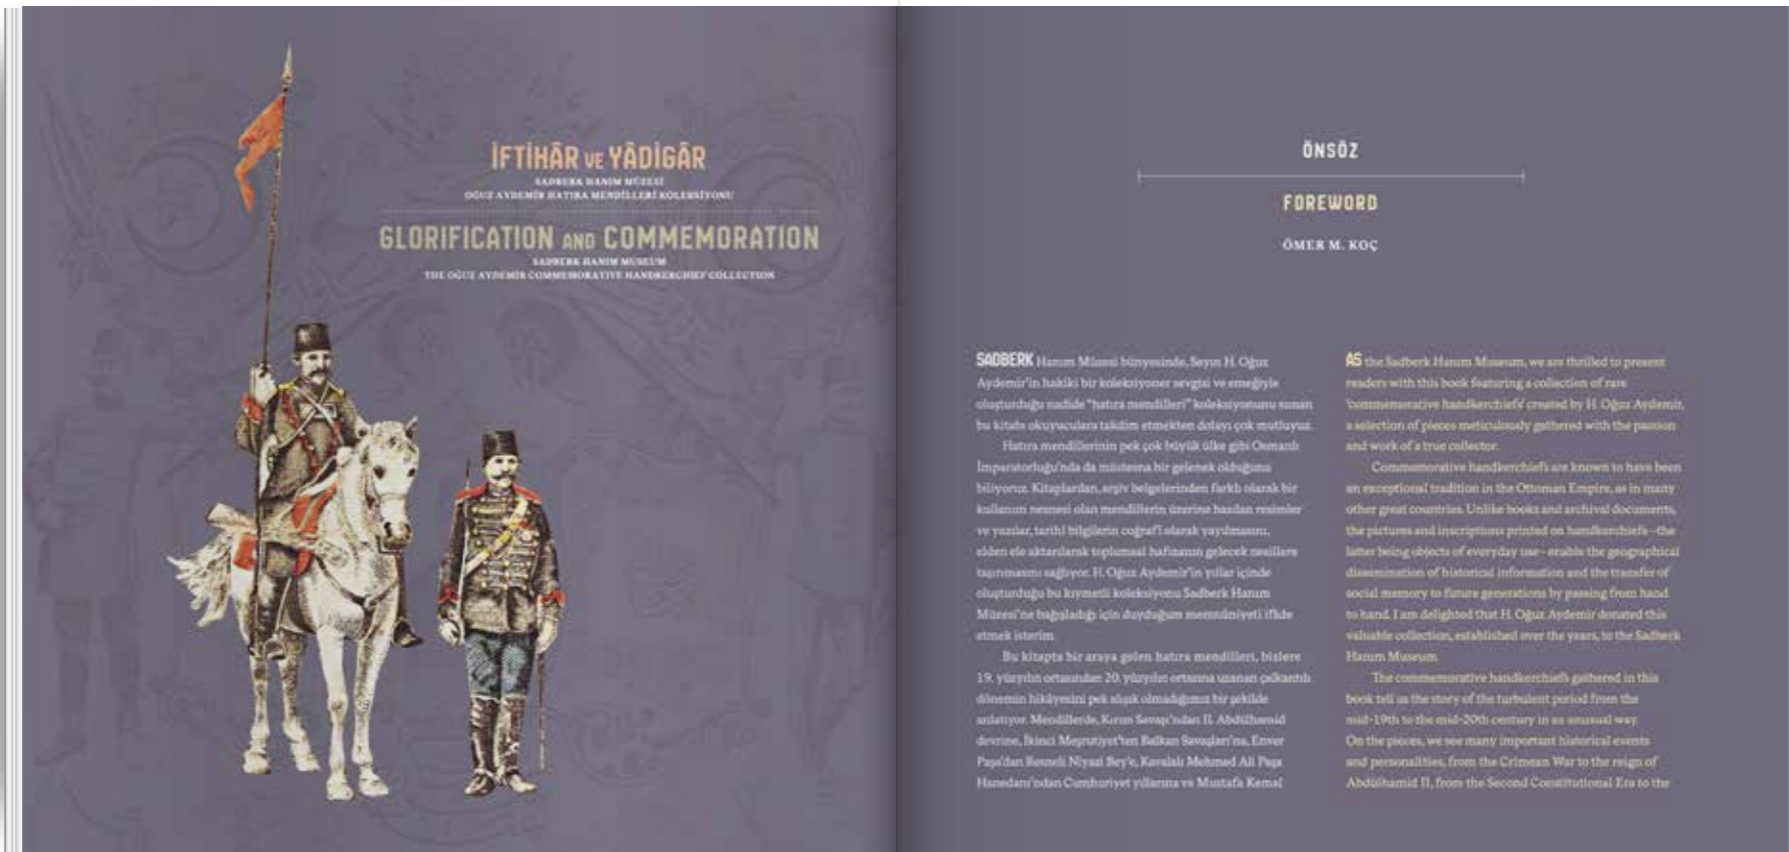 İFTİHÂR VE YÂDİGÂR
SADBERK HANIM MÜZESİ
OĞUZ AYDEMİR HATIRA MENDİLLERİ KOLEKSİYONU
GLORIFICATION AND COMMEMORATION
SADBERK HANIM MUSEUM
THE OĞUZ AYDEMİR COMMEMORATIVE HANDKERCHIEF COLLECTION
ÖNSÖZ
FOREWORD
ÖMER M. KOÇ
SADBERK Hanım Müzesi bünyesinde, Sayın H. Oğuz
Aydemir'in hakiki bir koleksiyoner sevgisi ve emeğiyle
oluşturduğu nadide "hatıra mendilleri" koleksiyonunu sunan
bu kitabı okuyuculara takdim etmekten dolayı çok mutluyuz.
Hatıra mendillerinin pek çok büyük ülke gibi Osmanlı
İmparatorluğu'nda da müstesna bir gelenek olduğunu
biliyoruz. Kitaplardan, arşiv belgelerinden farklı olarak bir
kullanım nesnesi olan mendillerin üzerine basılan resimler
ve yazılar, tarihî bilgilerin coğrafî olarak yayılmasını,
elden ele aktarılarak toplumsal hafızanın gelecek nesillere
taşınmasını sağlıyor. H. Oğuz Aydemir'in yıllar içinde
oluşturduğu bu kıymetli koleksiyonu Sadberk Hanım
Müzesi'ne bağışladığı için duyduğum memnûniyeti ifâde
etmek isterim.
Bu kitapta bir araya gelen hatıra mendilleri, bizlere
19. yüzyılın ortasından 20. yüzyılın ortasına uzanan çalkantılı
dönemin hikâyesini pek alışık olmadığımız bir şekilde
anlatıyor. Mendillerde, Kırım Savaşı'ndan II. Abdülhamid
devrine, İkinci Meşrutiyet'ten Balkan Savaşları'na, Enver
Paşa'dan Resneli Niyazi Bey'e, Kavalalı Mehmed Ali Paşa
Hanedanı'ndan Cumhuriyet yıllarına ve Mustafa Kemal
AS the Sadberk Hanım Museum, we are thrilled to present
readers with this book featuring a collection of rare
'commemorative handkerchiefs' created by H. Oğuz Aydemir,
a selection of pieces meticulously gathered with the passion
and work of a true collector.
Commemorative handkerchiefs are known to have been
an exceptional tradition in the Ottoman Empire, as in many
other great countries. Unlike books and archival documents,
the pictures and inscriptions printed on handkerchiefs—the
latter being objects of everyday use—enable the geographical
dissemination of historical information and the transfer of
social memory to future generations by passing from hand
to hand. I am delighted that H. Oğuz Aydemir donated this
valuable collection, established over the years, to the Sadberk
Hanım Museum.
The commemorative handkerchiefs gathered in this
book tell us the story of the turbulent period from the
mid-19th to the mid-20th century in an unusual way.
On the pieces, we see many important historical events
and personalities, from the Crimean War to the reign of
Abdülhamid II, from the Second Constitutional Era to the